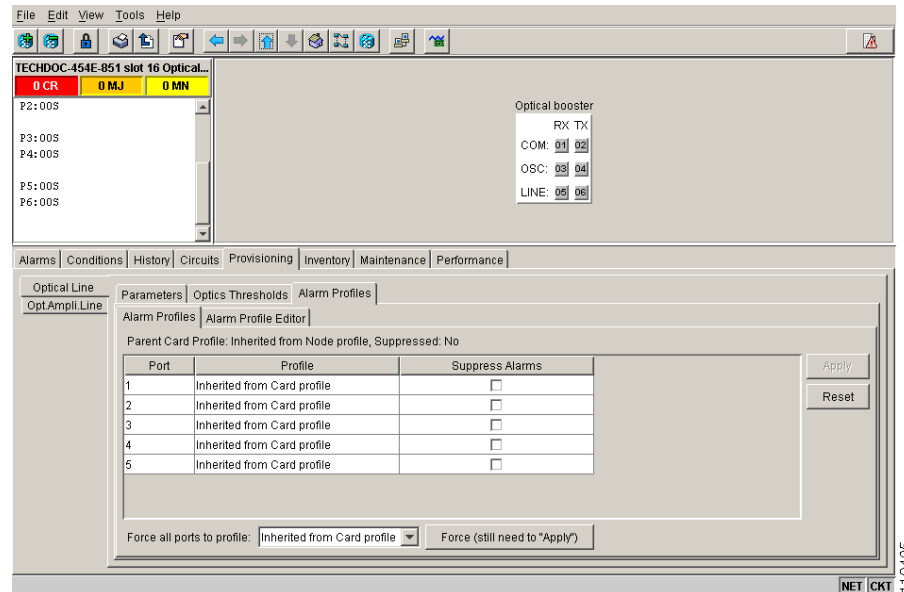 File Edit View Tools Help
TECHDOC-454E-851 slot 16 Optical...
0 CR 0 MJ 0 MN
P2:OOS
P3:OOS
P4:OOS
P5:OOS
P6:OOS
Optical booster
RX TX
COM: 01 02
OSC: 03 04
LINE: 05 06
Alarms Conditions History Circuits Provisioning Inventory Maintenance Performance
Optical Line
Opt.Ampli.Line
Parameters Optics Thresholds Alarm Profiles
Alarm Profiles Alarm Profile Editor
Parent Card Profile: Inherited from Node profile, Suppressed: No
Port Profile Suppress Alarms
1 Inherited from Card profile
2 Inherited from Card profile
3 Inherited from Card profile
4 Inherited from Card profile
5 Inherited from Card profile
Apply
Reset
Force all ports to profile: Inherited from Card profile Force (still need to "Apply")
NET CKT